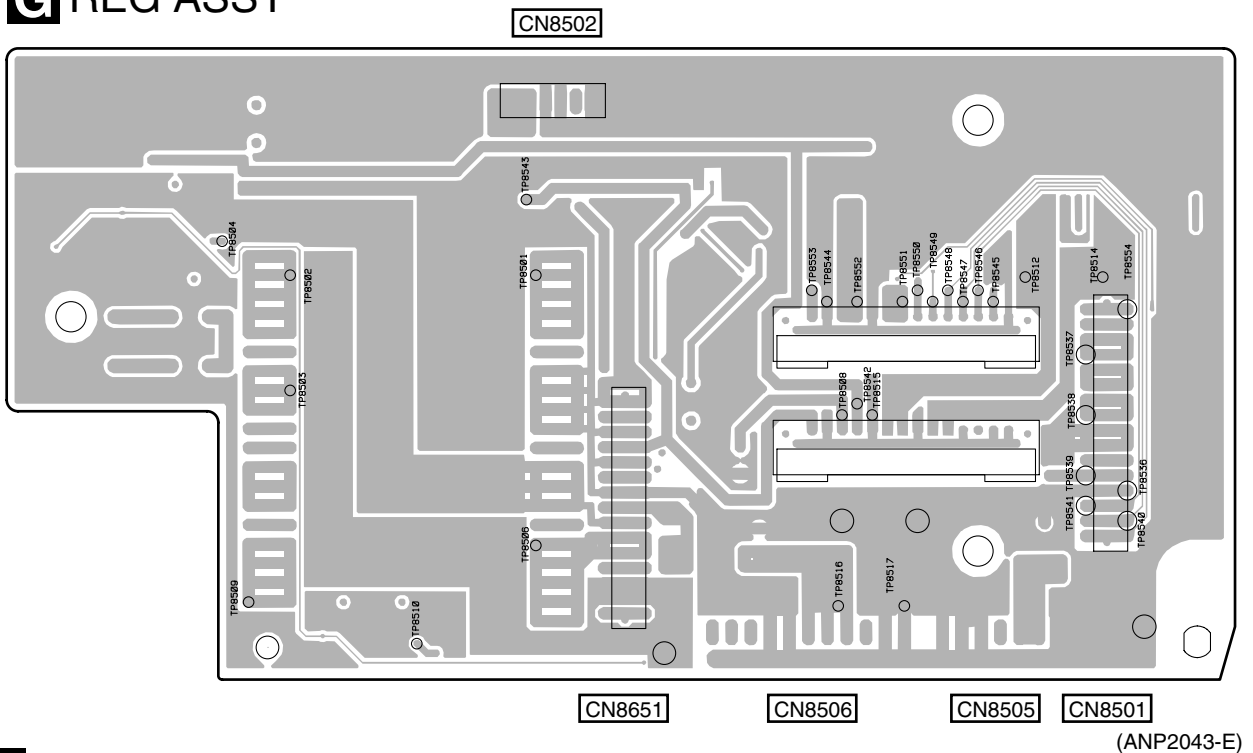 G REG ASSY
CN8502
TP8543
TP8504
TP8502
TP8501
TP8553
TP8544
TP8552
TP8551
TP8550
TP8549
TP8548
TP8547
TP8546
TP8545
TP8512
TP8514
TP8554
TP8503
TP8537
TP8508
TP8542
TP8515
TP8538
TP8539
TP8536
TP8541
TP8540
TP8506
TP8509
TP8510
TP8516
TP8517
CN8651
CN8506
CN8505
CN8501
(ANP2043-E)